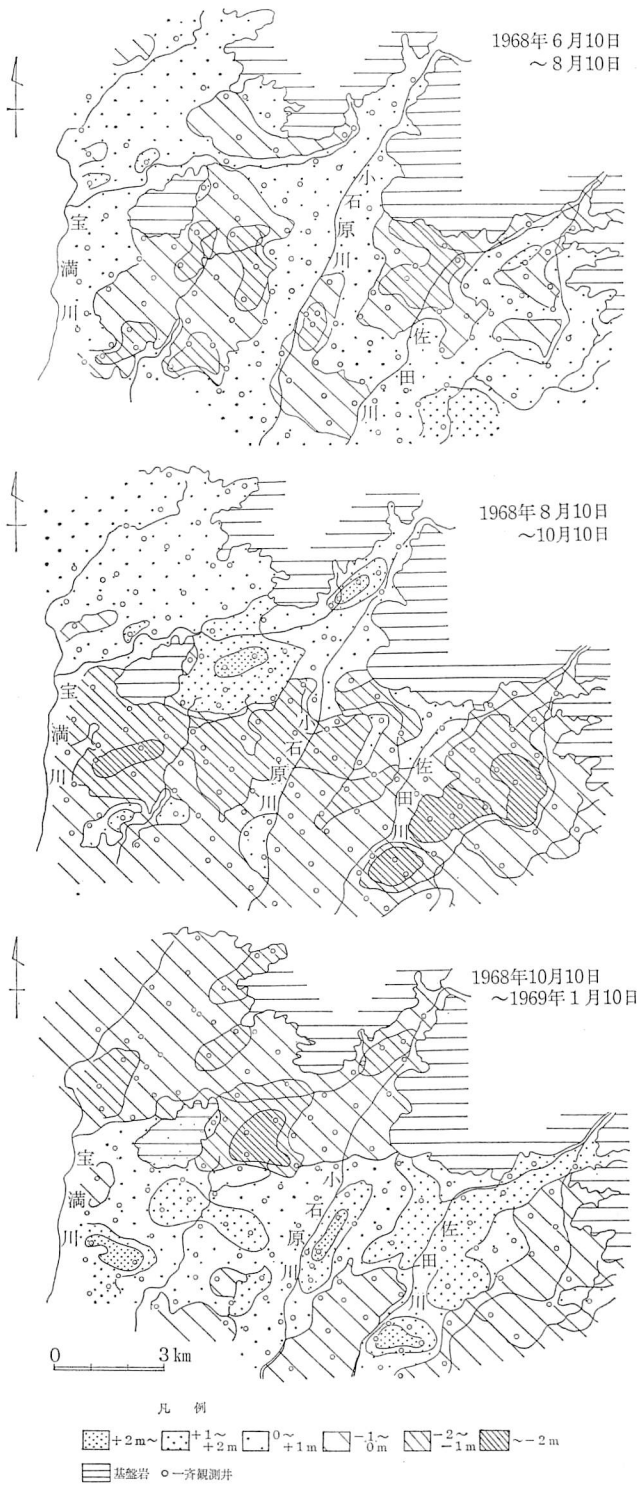 1968年6月10日
～8月10日
宝満川
小石原川
佐田川
1968年8月10日
～10月10日
宝満川
小石原川
佐田川
1968年10月10日
～1969年1月10日
宝満川
小石原川
佐田川
0 3km
凡例
+2m～ +1～+2m 0～+1m -1～0m -2～-1m ～-2m
基盤岩 一斉観測井